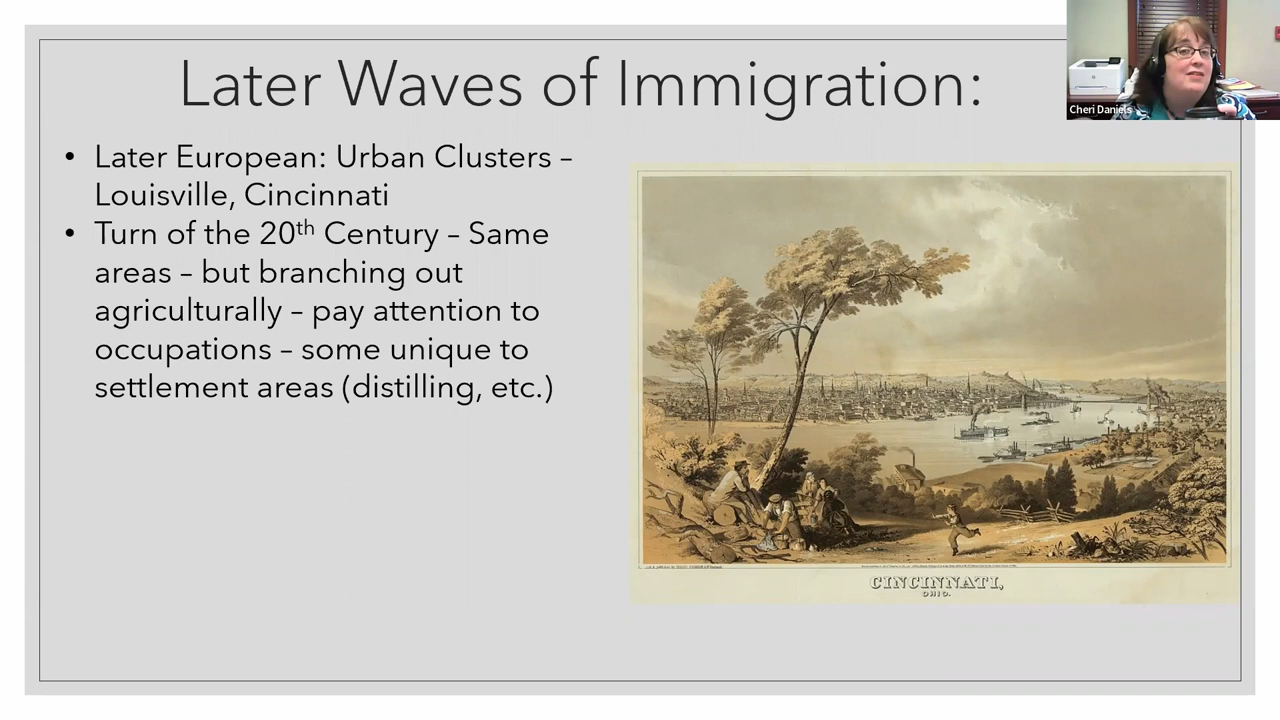 Later Waves of Immigration:
Cheri Daniels
• Later European: Urban Clusters –
Louisville, Cincinnati
• Turn of the 20th Century – Same
areas – but branching out
agriculturally – pay attention to
occupations – some unique to
settlement areas (distilling, etc.)
CINCINNATI,
OHIO.